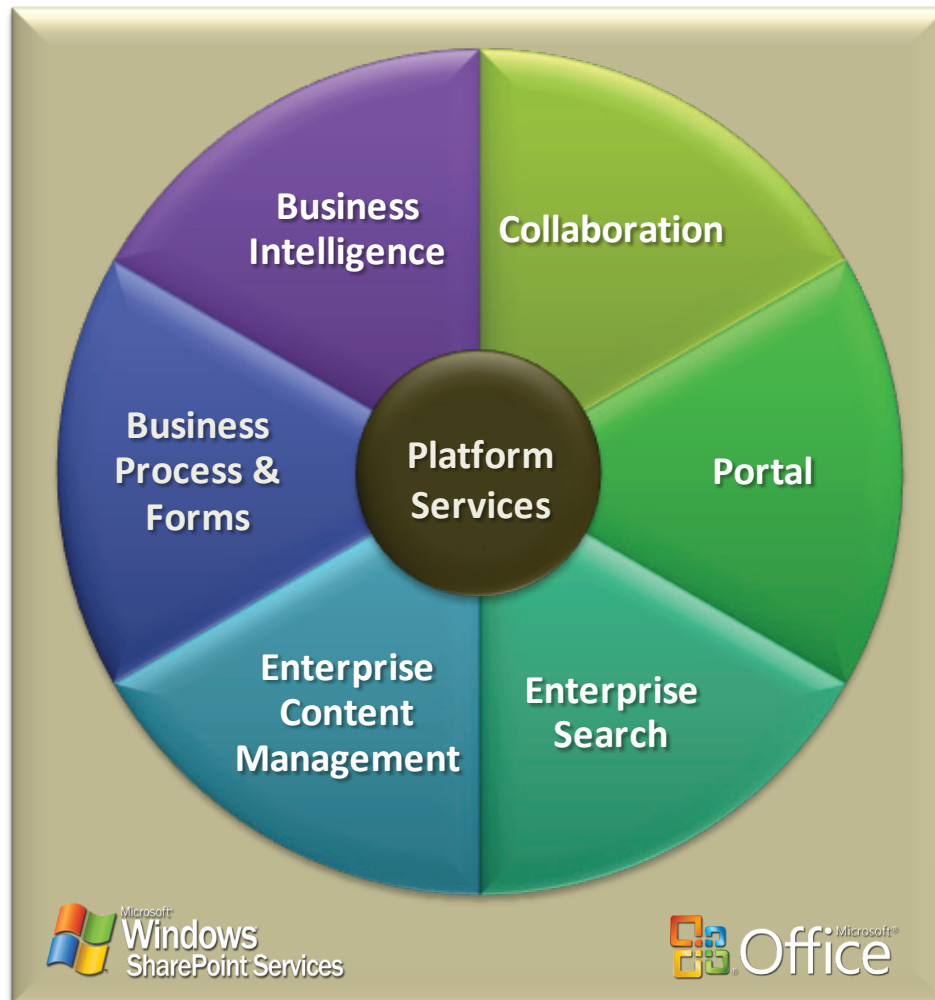 Business
Intelligence
Collaboration
Business
Process &
Forms
Platform
Services
Portal
Enterprise
Content
Management
Enterprise
Search
Microsoft®
Windows
SharePoint Services
Microsoft®
Office